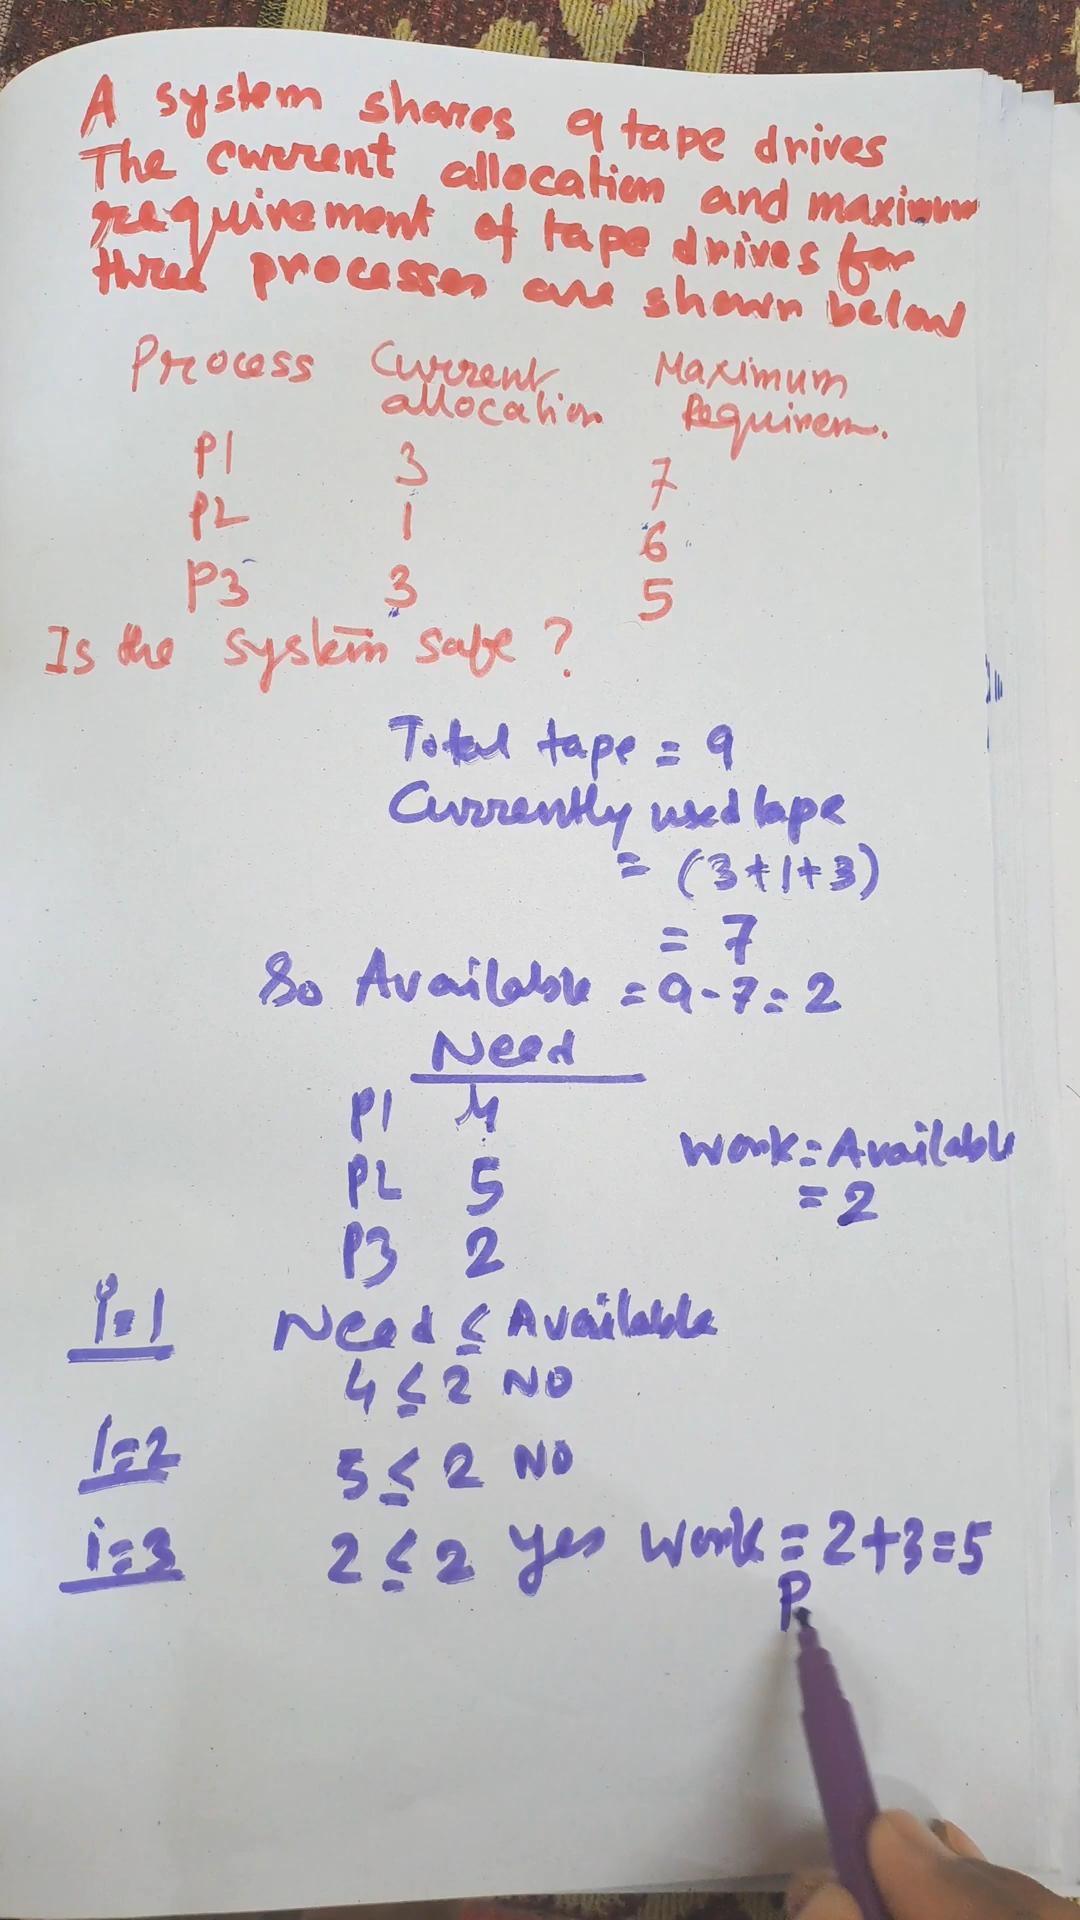 A system shares 9 tape drives
The current allocation and maximum
requirement of tape drives for
three processes are shown below
Process Current allocation Maximum Requirem.
P1 3 7
P2 1 6
P3 3 5
Is the system safe ?
Total tape = 9
Currently used tape
= (3+1+3)
= 7
So Available = 9-7=2
Need
P1 4
P2 5
P3 2
Work = Available
= 2
i=1 Need ≤ Available
4 ≤ 2 NO
i=2 5 ≤ 2 NO
i=3 2 ≤ 2 yes Work = 2+3=5
P